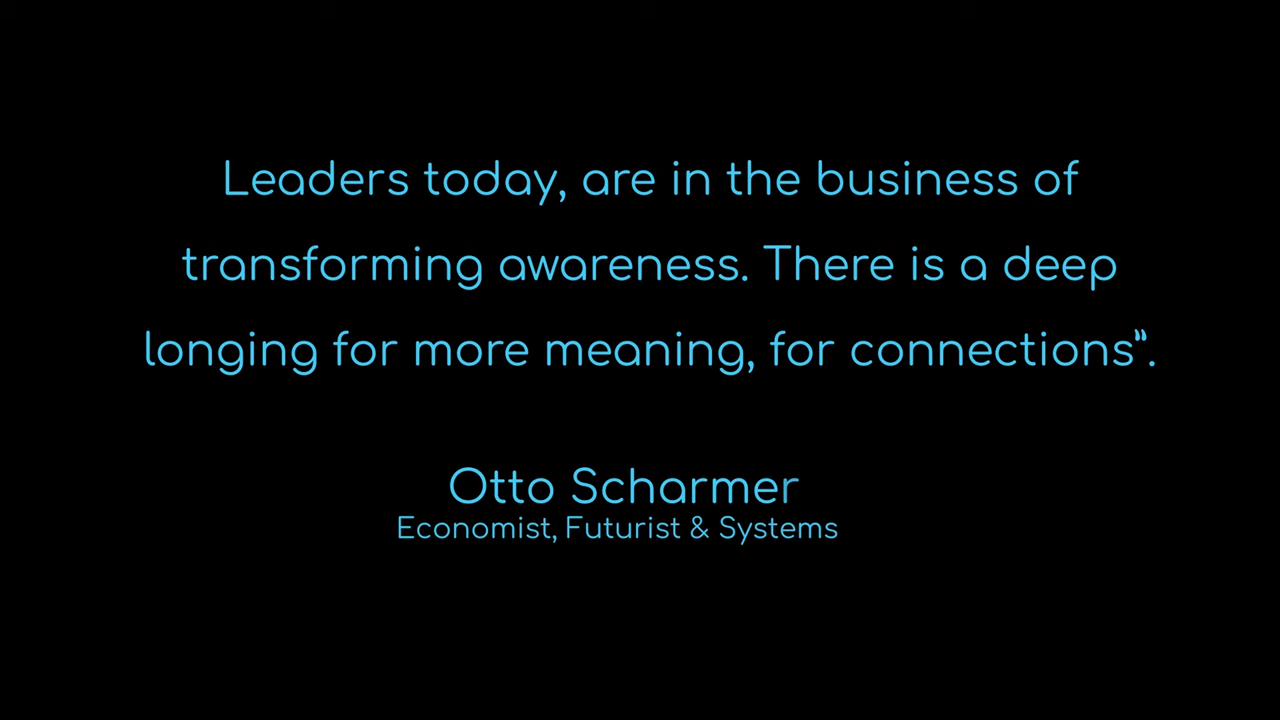 Leaders today, are in the business of
transforming awareness. There is a deep
longing for more meaning, for connections”.
Otto Scharmer
Economist, Futurist & Systems